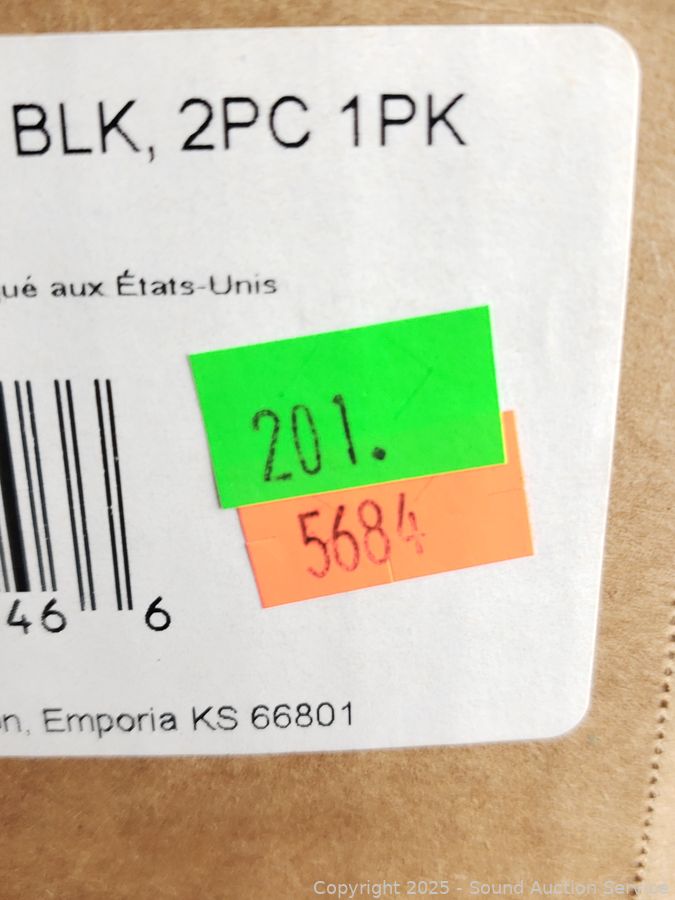 BLK, 2PC 1PK
ué aux États-Unis
201.
5684
46 6
n, Emporia KS 66801
Copyright 2025 - Sound Auction Service